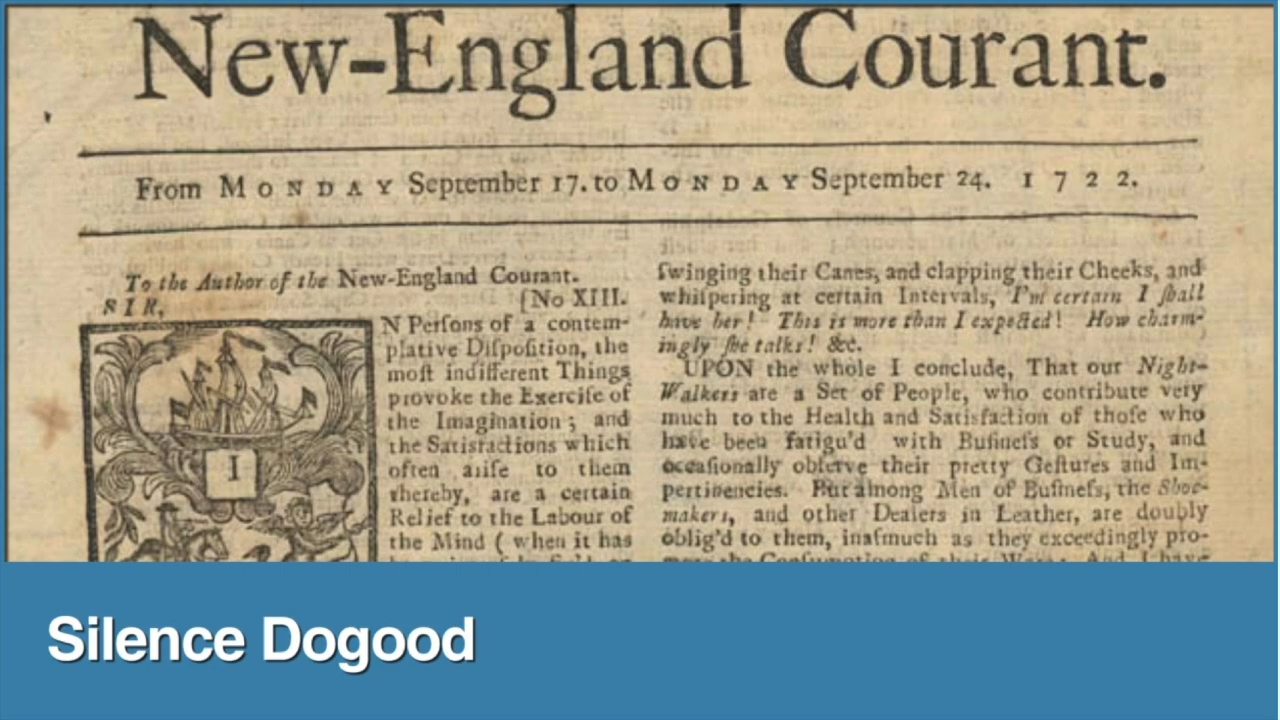 New-England Courant.
From MONDAY September 17. to MONDAY September 24. 1722.
To the Author of the New-England Courant.
SIR, [No XIII.
I
N Perſons of a contem-
plative Diſpoſition, the
moſt indifferent Things
provoke the Exerciſe of
the Imagination; and
the Satisfactions which
often ariſe to them
thereby, are a certain
Relief to the Labour of
the Mind ( when it has
ſwinging their Canes, and clapping their Cheeks, and
whiſpering at certain Intervals, I'm certain I ſhall
have her! This is more than I expected! How charm-
ingly ſhe talks! &c.
UPON the whole I conclude, That our Night-
Walkers are a Set of People, who contribute very
much to the Health and Satisfaction of thoſe who
have been fatigu'd with Buſineſs or Study, and
occaſionally obſerve their pretty Geſtures and Im-
pertinencies. But among Men of Buſineſs, the Shoe-
makers, and other Dealers in Leather, are doubly
oblig'd to them, inaſmuch as they exceedingly pro-
the Conſumption of their Ware: And I have
Silence Dogood